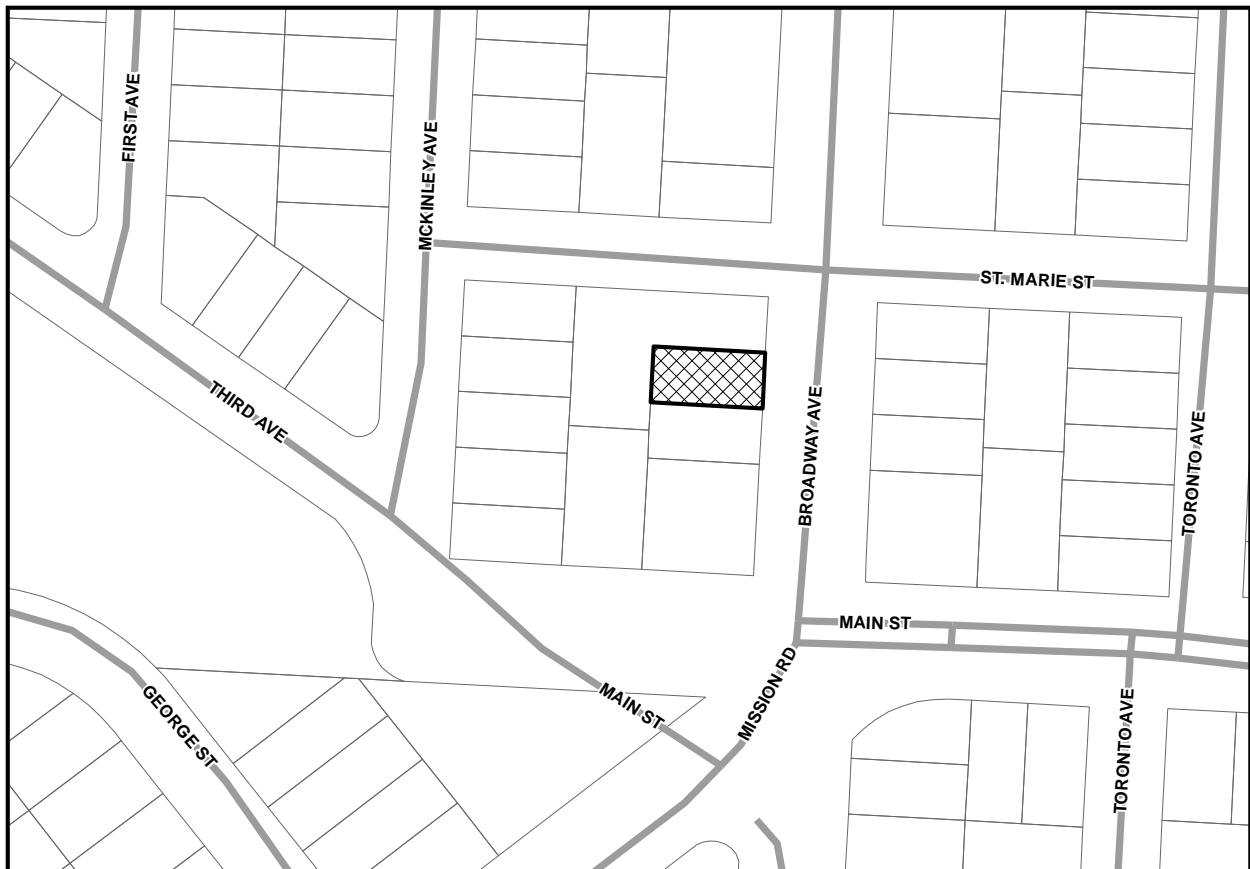 FIRST AVE
MCKINLEY AVE
ST. MARIE ST
THIRD AVE
BROADWAY AVE
TORONTO AVE
MAIN ST
MISSION RD
MAIN ST
GEORGE ST
TORONTO AVE